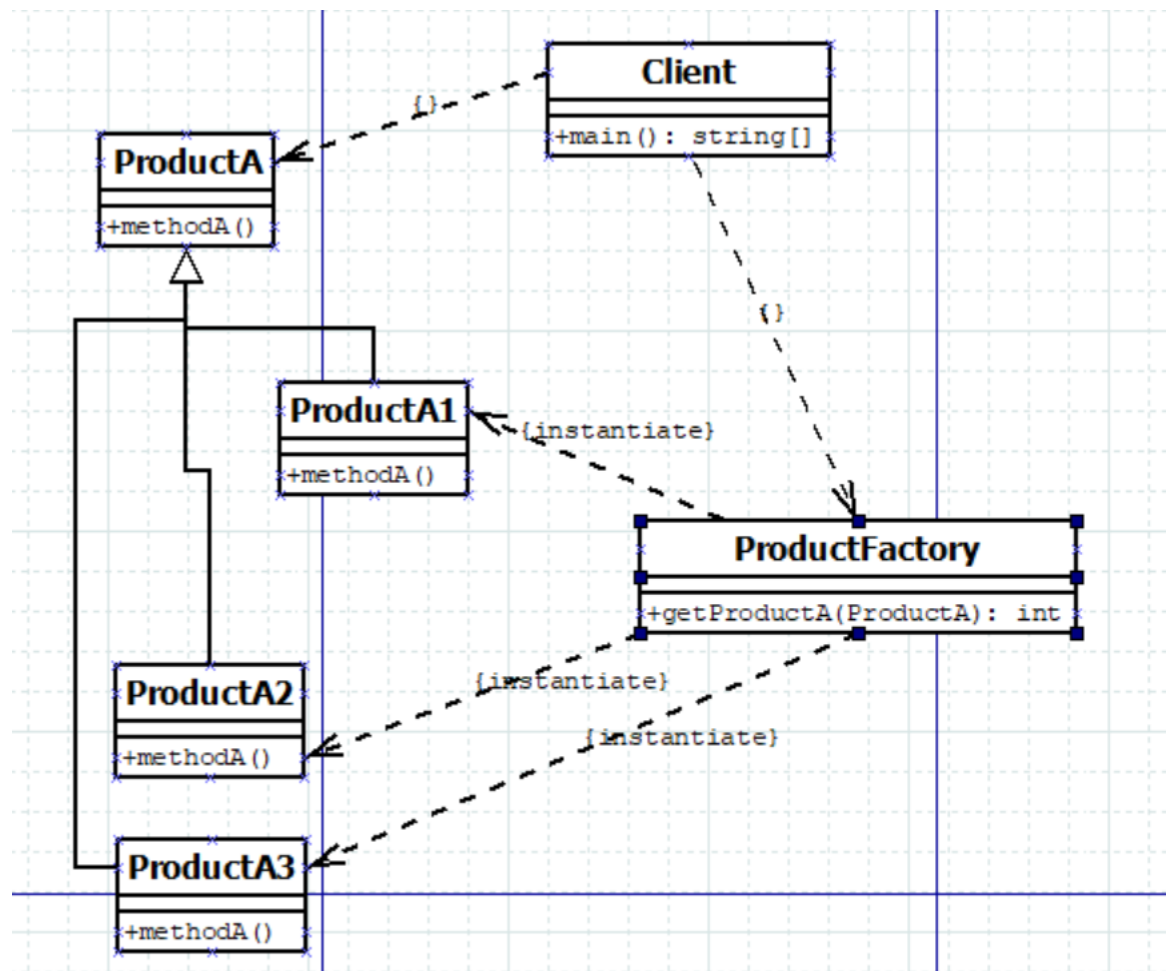 Client
+main(): string[]
{}
ProductA
+methodA()
{}
ProductA1
+methodA()
{instantiate}
ProductFactory
+getProductA(ProductA): int
{instantiate}
ProductA2
+methodA()
{instantiate}
ProductA3
+methodA()